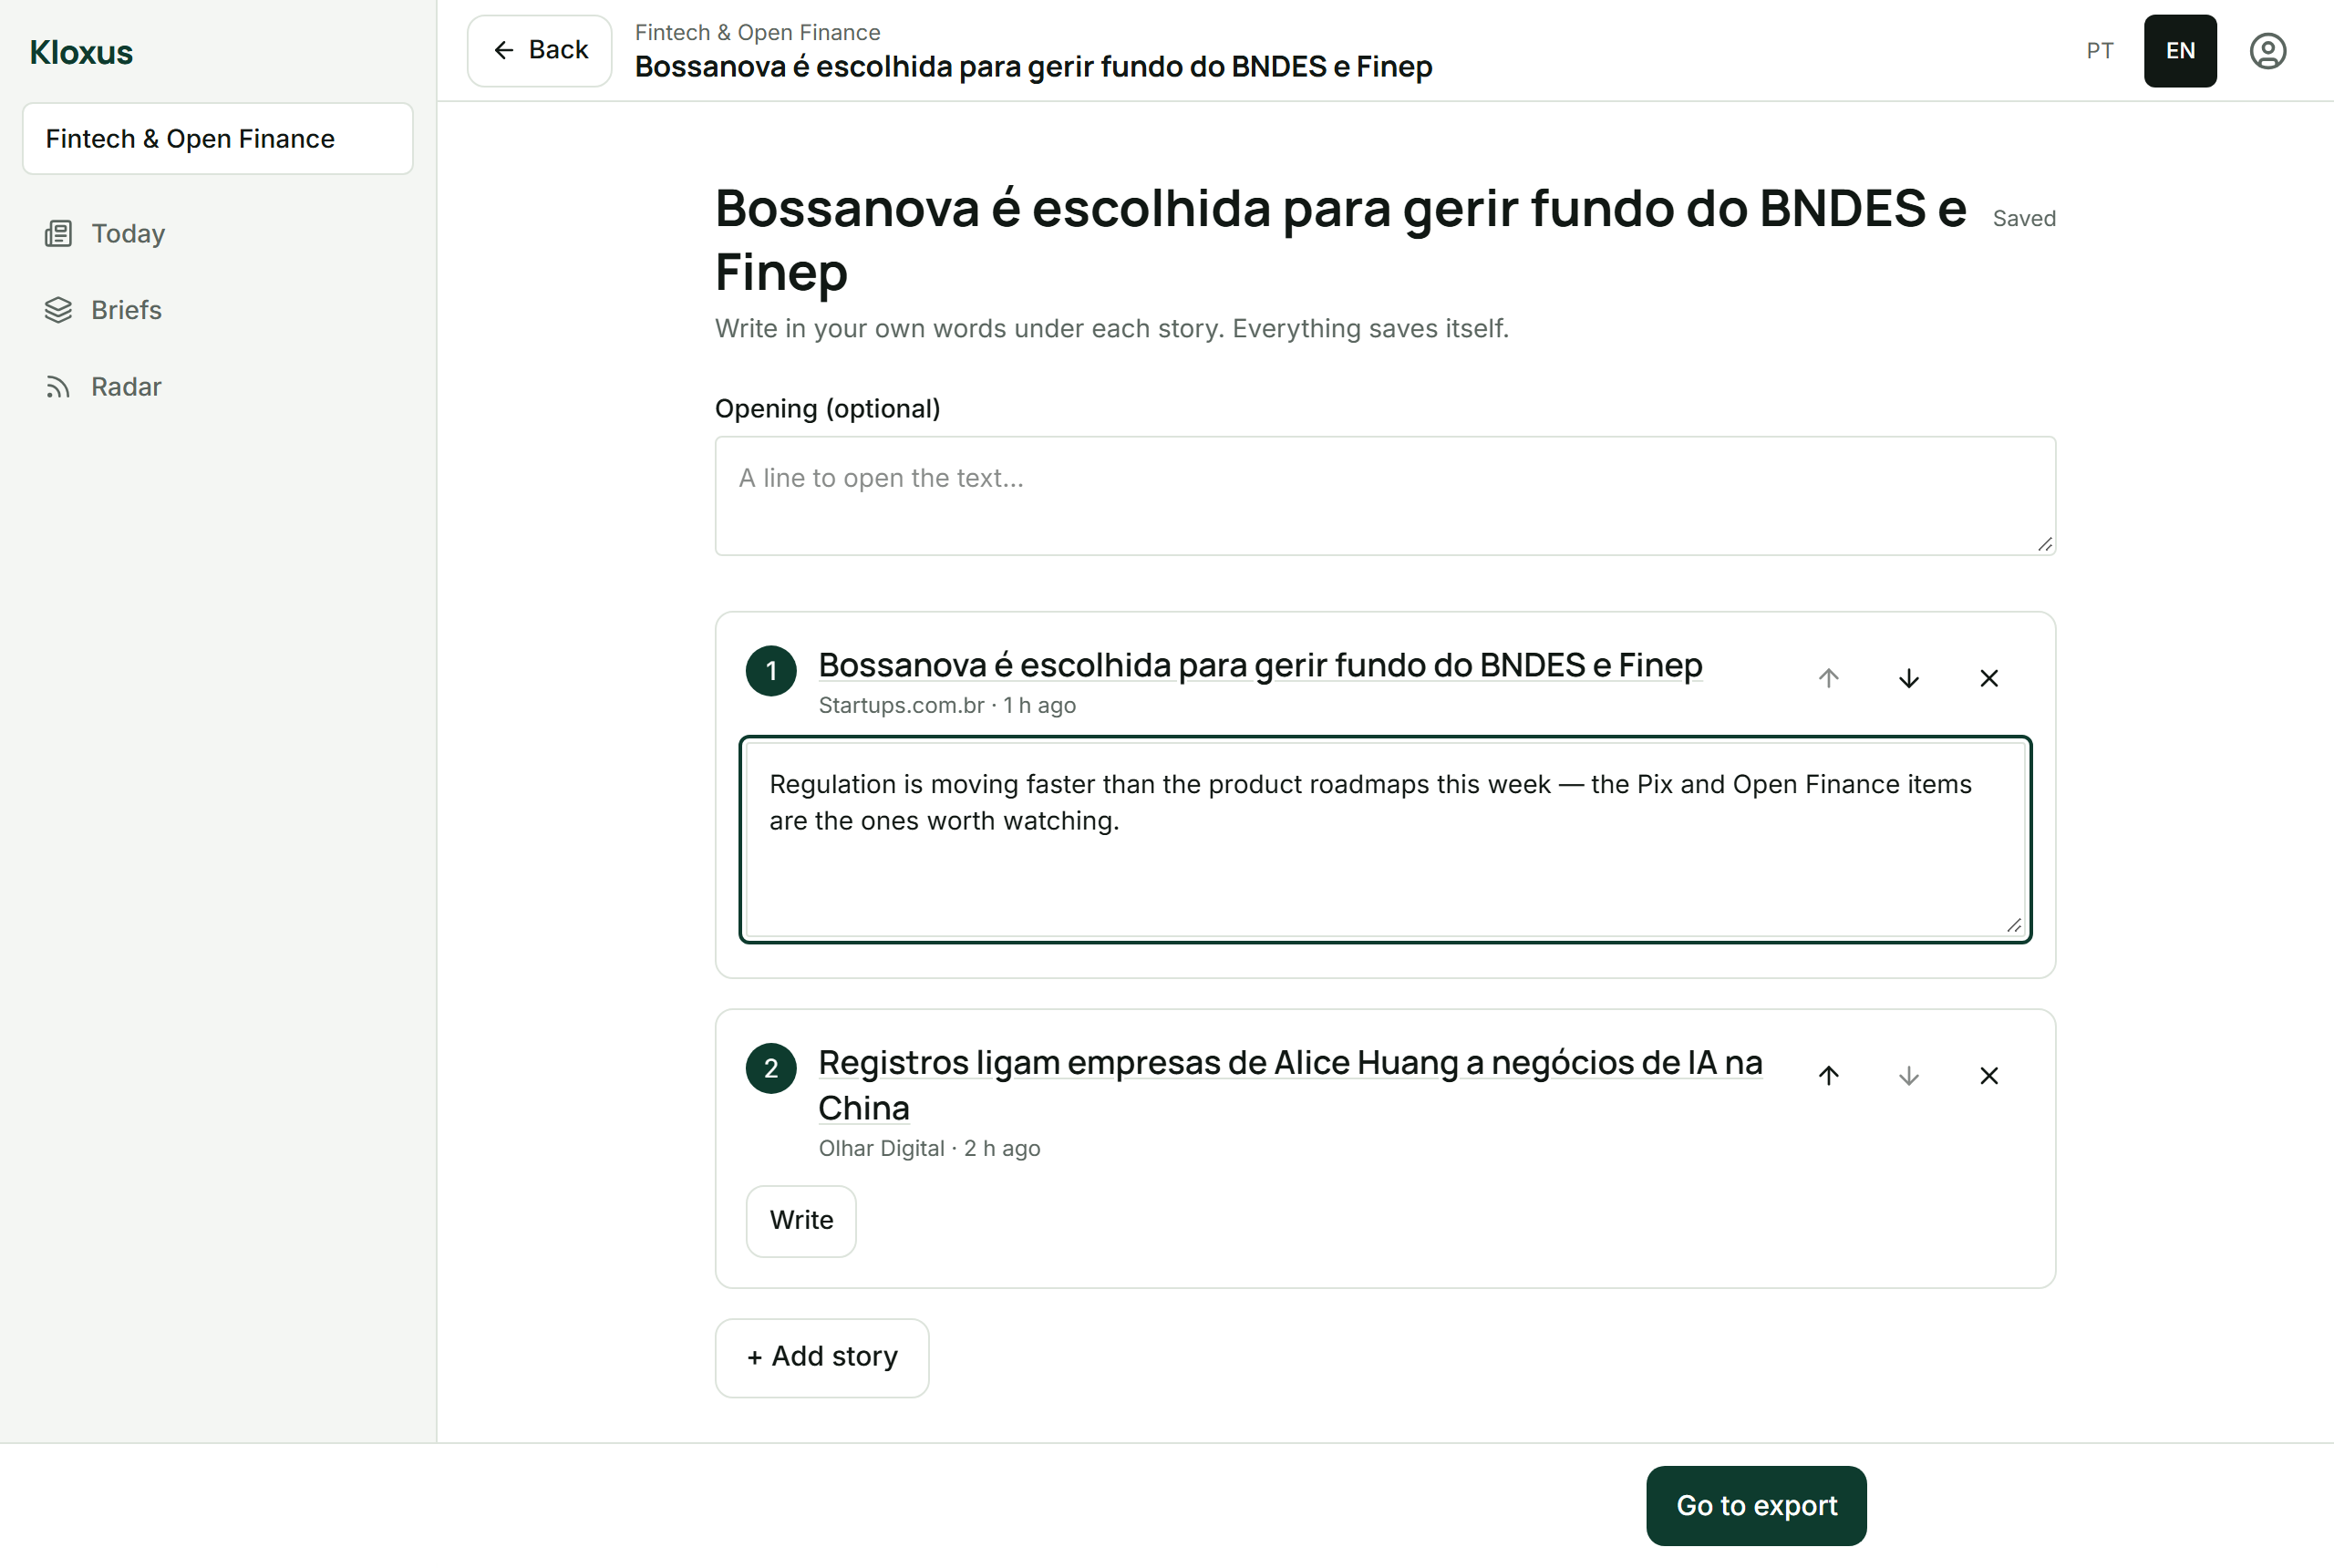 Kloxus
Fintech & Open Finance
Today
Briefs
Radar
Back
Fintech & Open Finance
Bossanova é escolhida para gerir fundo do BNDES e Finep
PT
EN
Bossanova é escolhida para gerir fundo do BNDES e
Finep
Saved
Write in your own words under each story. Everything saves itself.
Opening (optional)
A line to open the text...
1
Bossanova é escolhida para gerir fundo do BNDES e Finep
Startups.com.br · 1 h ago
Regulation is moving faster than the product roadmaps this week — the Pix and Open Finance items
are the ones worth watching.
2
Registros ligam empresas de Alice Huang a negócios de IA na
China
Olhar Digital · 2 h ago
Write
+ Add story
Go to export